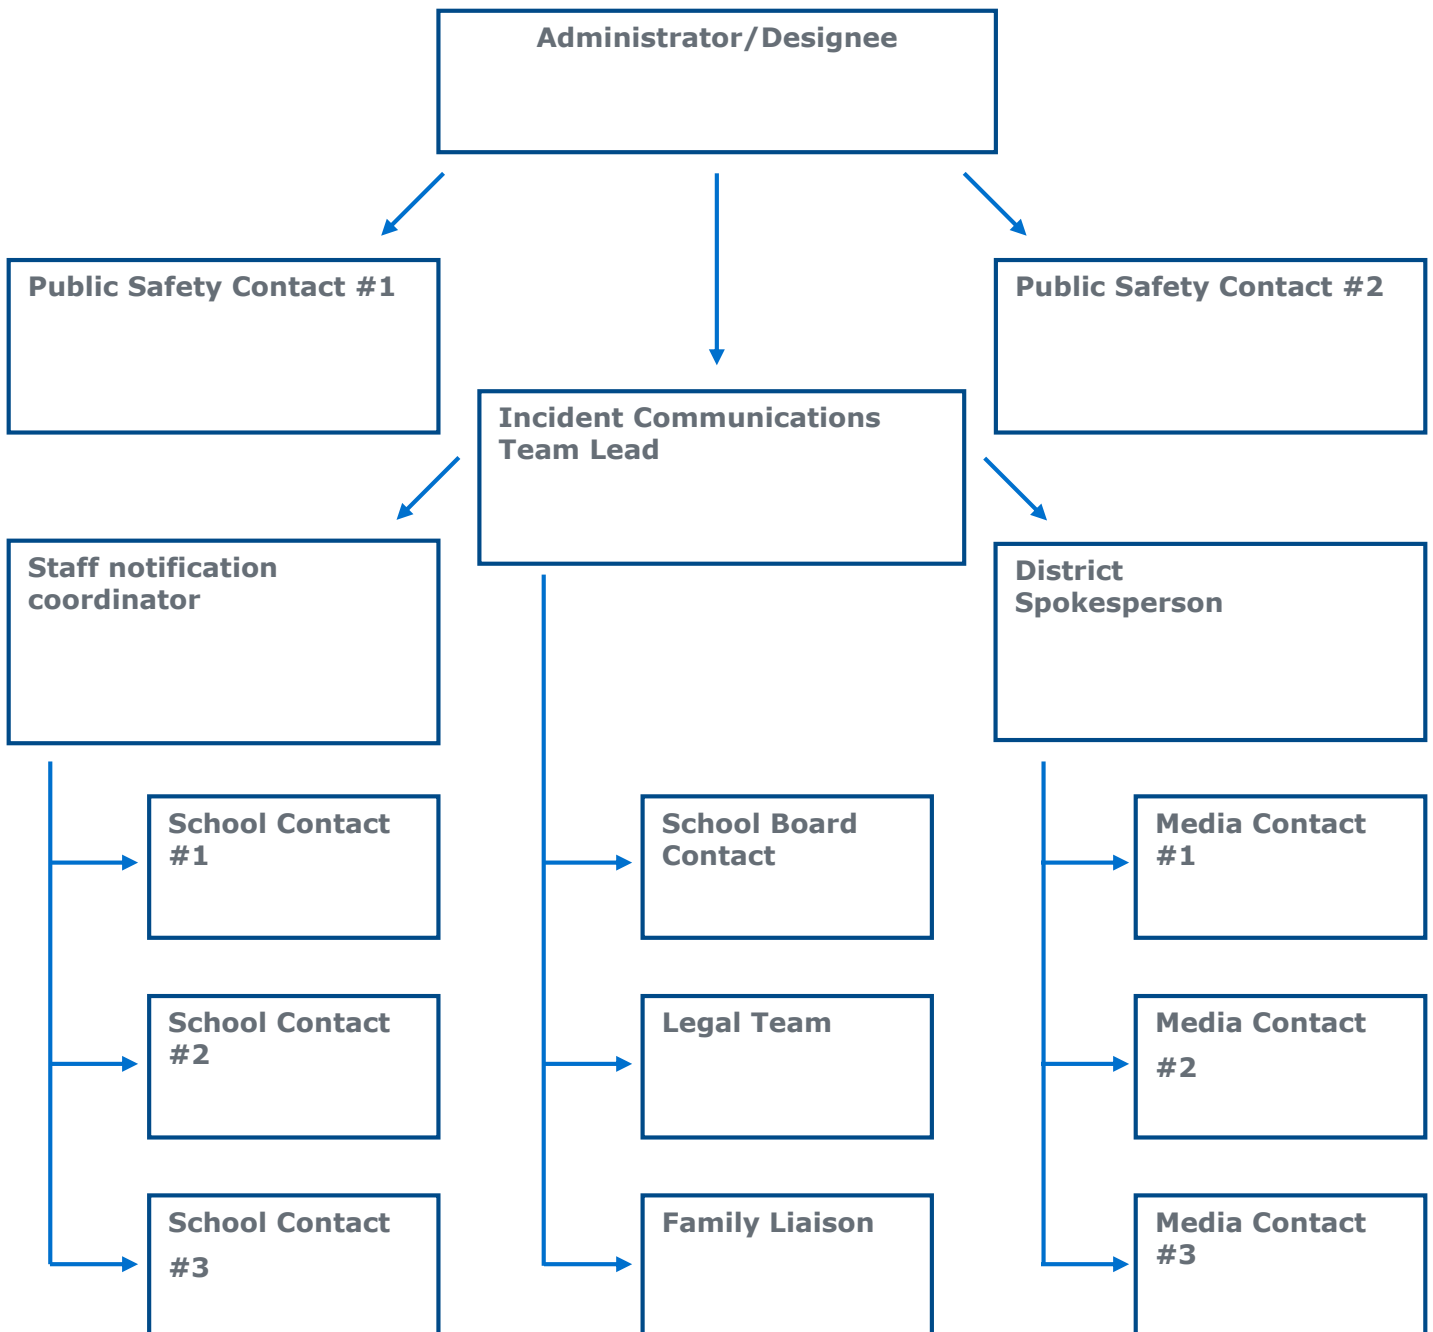 Administrator/Designee
Public Safety Contact #1
Public Safety Contact #2
Incident Communications
Team Lead
Staff notification
coordinator
District
Spokesperson
School Contact
#1
School Board
Contact
Media Contact
#1
School Contact
#2
Legal Team
Media Contact
#2
School Contact
#3
Family Liaison
Media Contact
#3